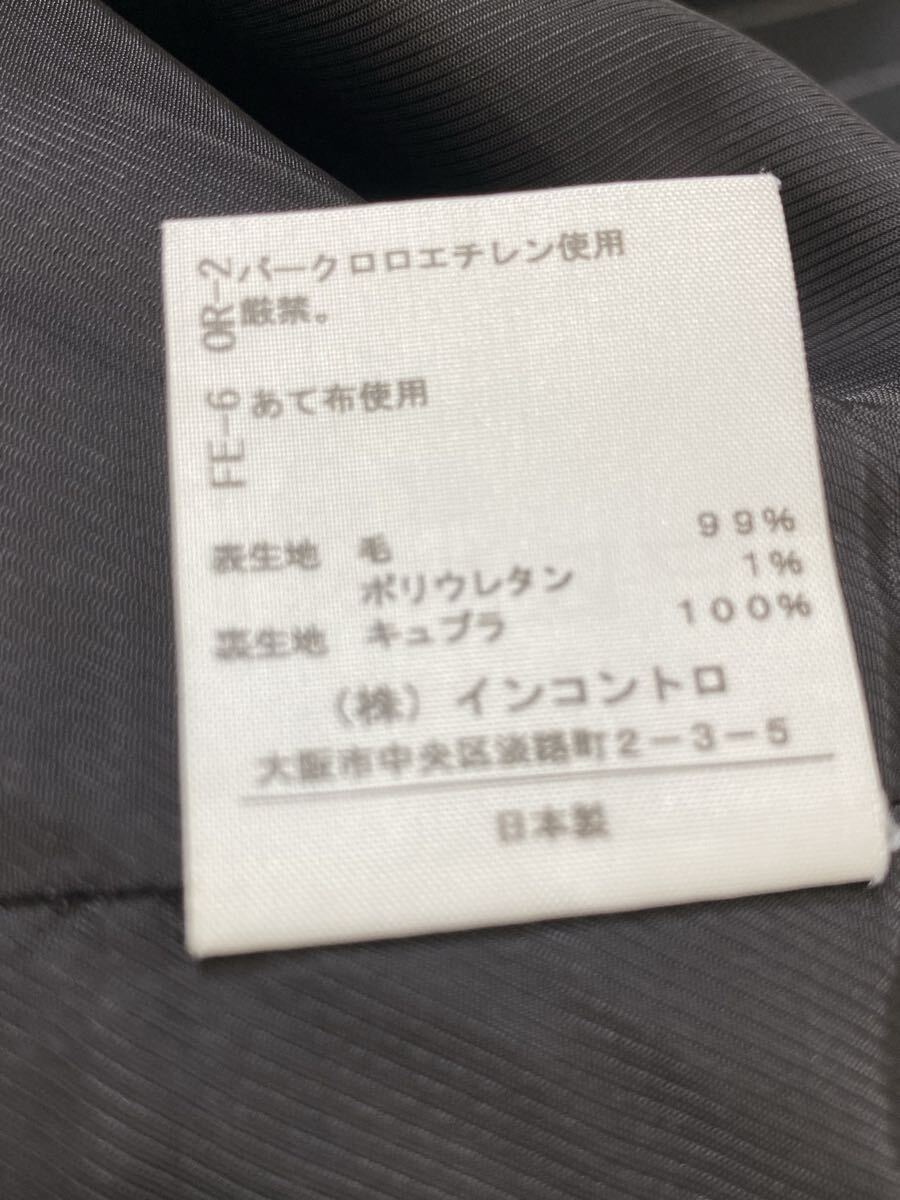 OR-2
パークロロエチレン使用
厳禁。
FE-6
あて布使用
表生地 毛 99%
ポリウレタン 1%
裏生地 キュプラ 100%
(株)インコントロ
大阪市中央区淡路町2-3-5
日本製